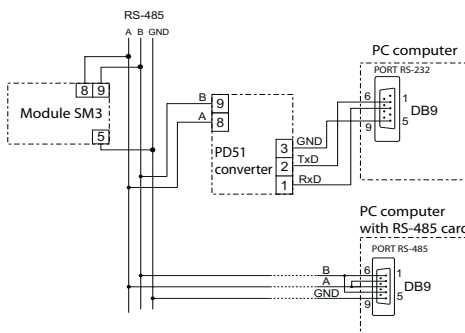 RS-485
A B GND
8 9
Module SM3
5
B 9
A 8
PD51
converter
3 GND
2 TxD
1 RxD
PC computer
PORT RS-232
6 1
DB9
9 5
PC computer
with RS-485 card
PORT RS-485
B 6 1
A DB9
GND 9 5